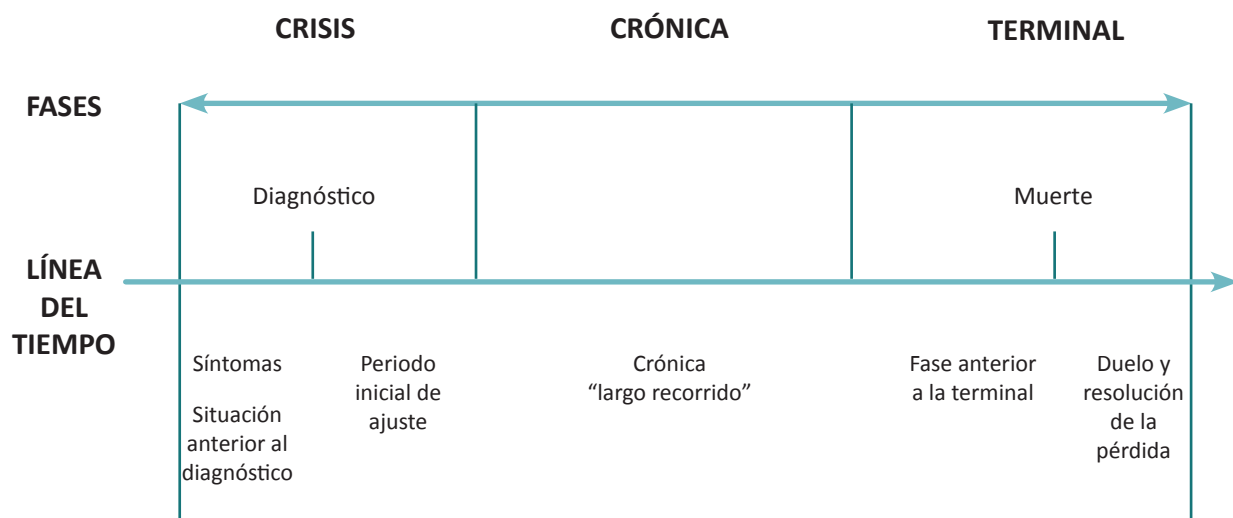 CRISIS
CRÓNICA
TERMINAL
FASES
Diagnóstico
Muerte
LÍNEA
DEL
TIEMPO
Síntomas
Situación
anterior al
diagnóstico
Periodo
inicial de
ajuste
Crónica
“largo recorrido”
Fase anterior
a la terminal
Duelo y
resolución
de la
pérdida